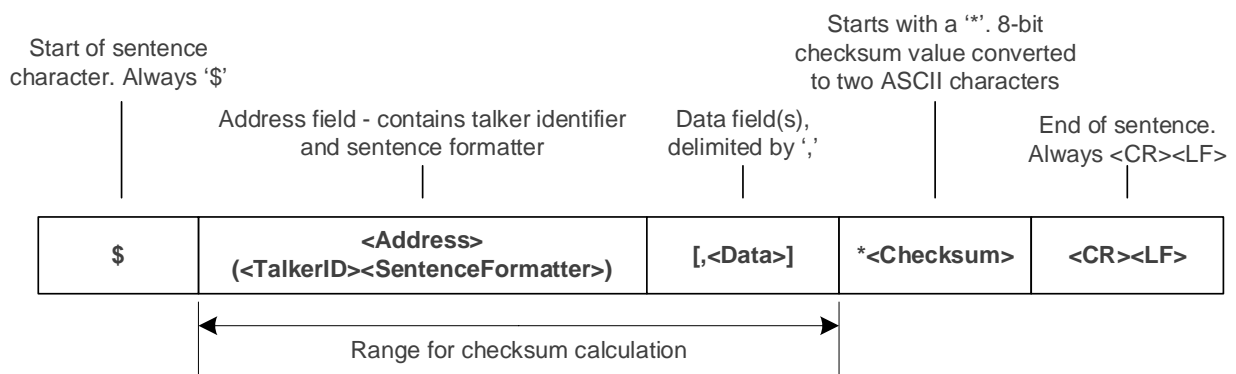 Start of sentence
character. Always ‘$’
Address field - contains talker identifier
and sentence formatter
Data field(s),
delimited by ‘,’
Starts with a ‘*’. 8-bit
checksum value converted
to two ASCII characters
End of sentence.
Always <CR><LF>
$
<Address>
(<TalkerID><SentenceFormatter>)
[,<Data>]
*<Checksum>
<CR><LF>
Range for checksum calculation